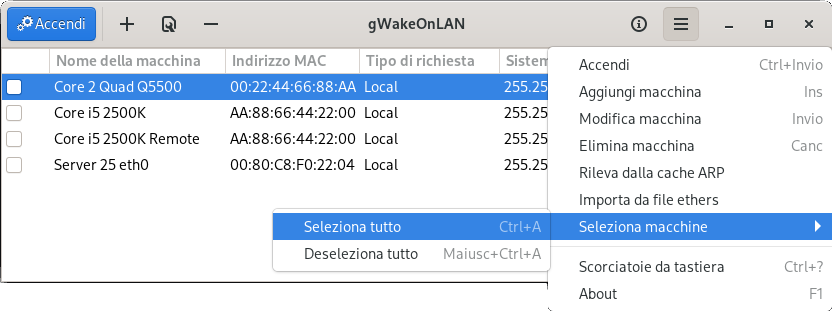 Accendi gWakeOnLAN
Nome della macchina Indirizzo MAC Tipo di richiesta Sistem
Core 2 Quad Q5500 00:22:44:66:88:AA Local 255.25
Core i5 2500K AA:88:66:44:22:00 Local 255.25
Core i5 2500K Remote AA:88:66:44:22:00 Local 255.25
Server 25 eth0 00:80:C8:F0:22:04 Local 255.25
Accendi Ctrl+Invio
Aggiungi macchina Ins
Modifica macchina Invio
Elimina macchina Canc
Rileva dalla cache ARP
Importa da file ethers
Seleziona macchine
Seleziona tutto Ctrl+A
Deseleziona tutto Maiusc+Ctrl+A
Scorciatoie da tastiera Ctrl+?
About F1